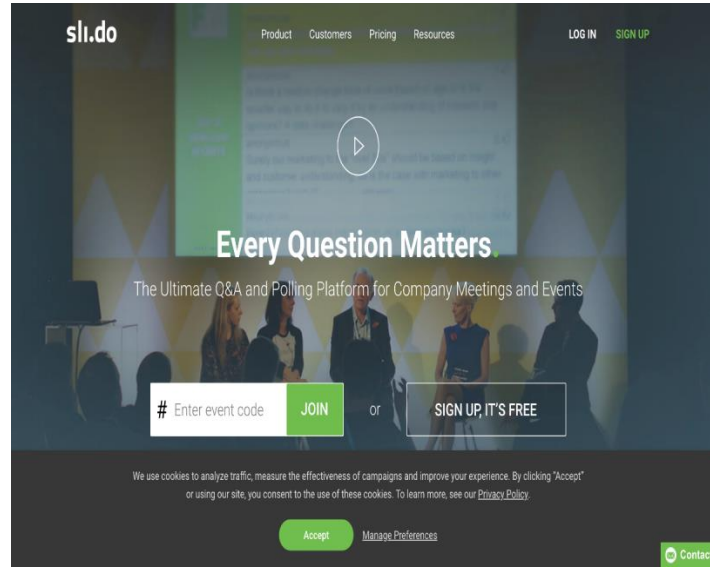 sli.do
Product Customers Pricing Resources
LOG IN SIGN UP
Every Question Matters.
The Ultimate Q&A and Polling Platform for Company Meetings and Events
# Enter event code JOIN or SIGN UP, IT'S FREE
We use cookies to analyze traffic, measure the effectiveness of campaigns and improve your experience. By clicking "Accept"
or using our site, you consent to the use of these cookies. To learn more, see our Privacy Policy.
Accept Manage Preferences
Contac